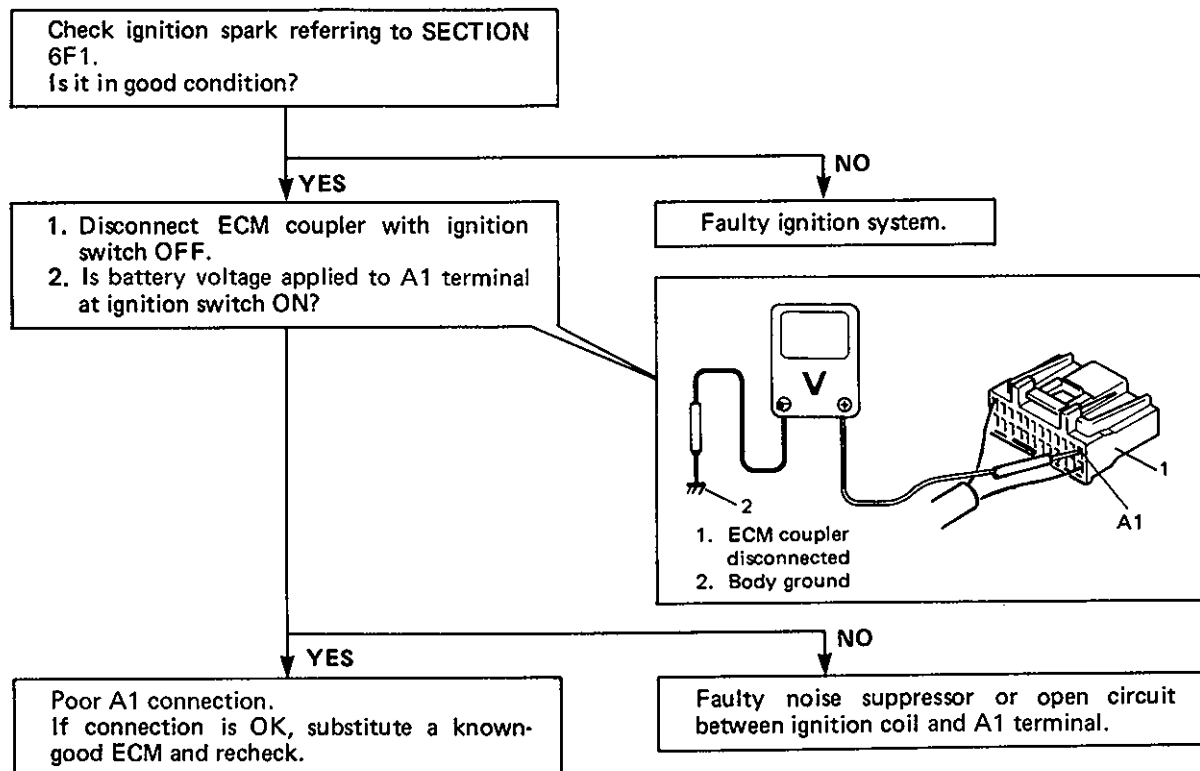 Check ignition spark referring to SECTION
6F1.
Is it in good condition?
YES
NO
1. Disconnect ECM coupler with ignition
switch OFF.
2. Is battery voltage applied to A1 terminal
at ignition switch ON?
Faulty ignition system.
V
⊖
⊕
2
1
A1
1. ECM coupler
disconnected
2. Body ground
YES
NO
Poor A1 connection.
If connection is OK, substitute a known-
good ECM and recheck.
Faulty noise suppressor or open circuit
between ignition coil and A1 terminal.